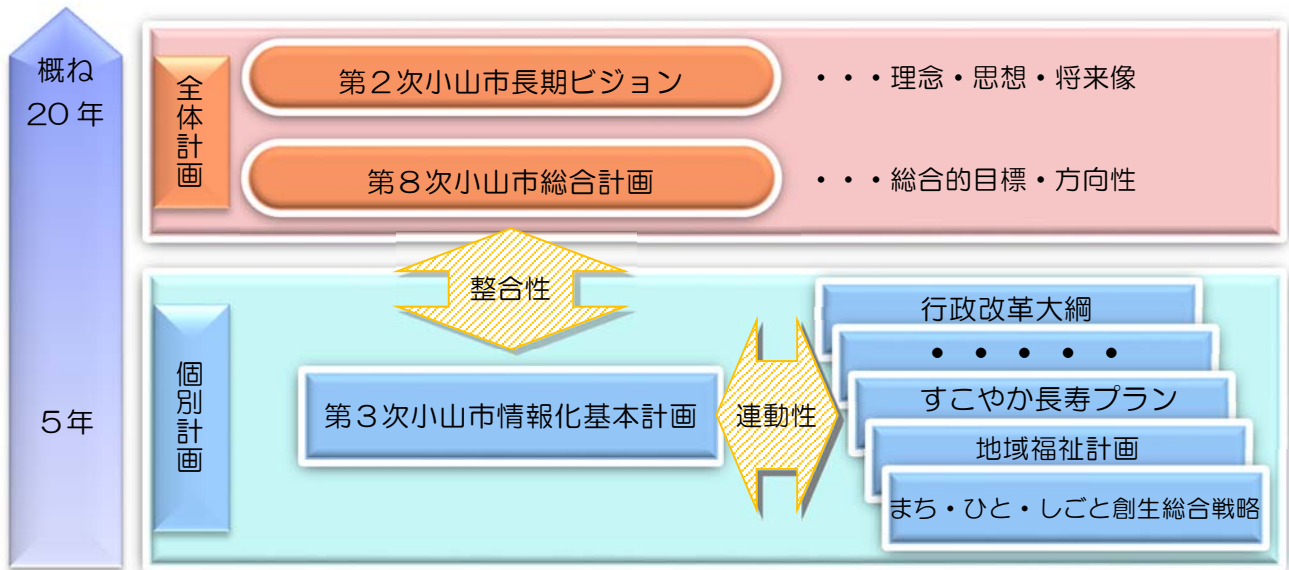 概ね
20年
5年
全体計画
第2次小山市長期ビジョン
・・・理念・思想・将来像
第8次小山市総合計画
・・・総合的目標・方向性
整合性
個別計画
第3次小山市情報化基本計画
連動性
行政改革大綱
・・・・・
すこやか長寿プラン
地域福祉計画
まち・ひと・しごと創生総合戦略